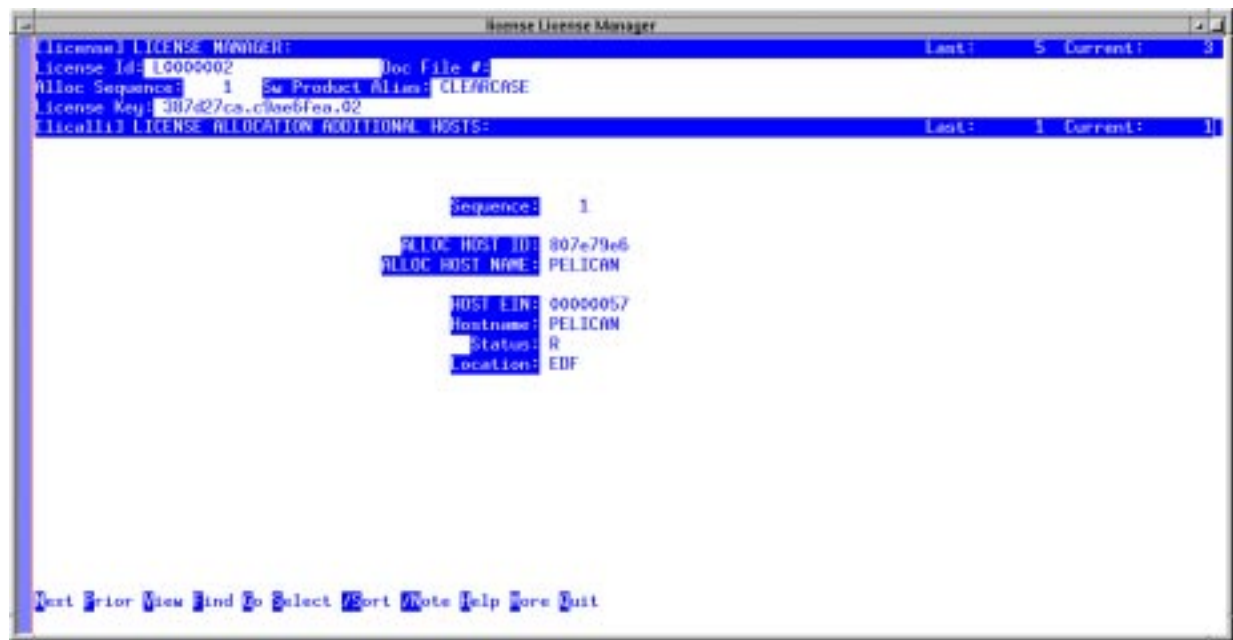 license License Manager
[license] LICENSE MANAGER: Last: 5 Current: 3
License Id: L0000002 Doc File #:
Alloc Sequence: 1 Sw Product Alias: CLEARCASE
License Key: 387d27ca.c9ae6fea.02
[licalli] LICENSE ALLOCATION ADDITIONAL HOSTS: Last: 1 Current: 1
Sequence: 1
ALLOC HOST ID: 807e79e6
ALLOC HOST NAME: PELICAN
HOST EIN: 00000057
Hostname: PELICAN
Status: R
Location: EDF
Next Prior View Find Go Select /Sort /Note Help More Quit